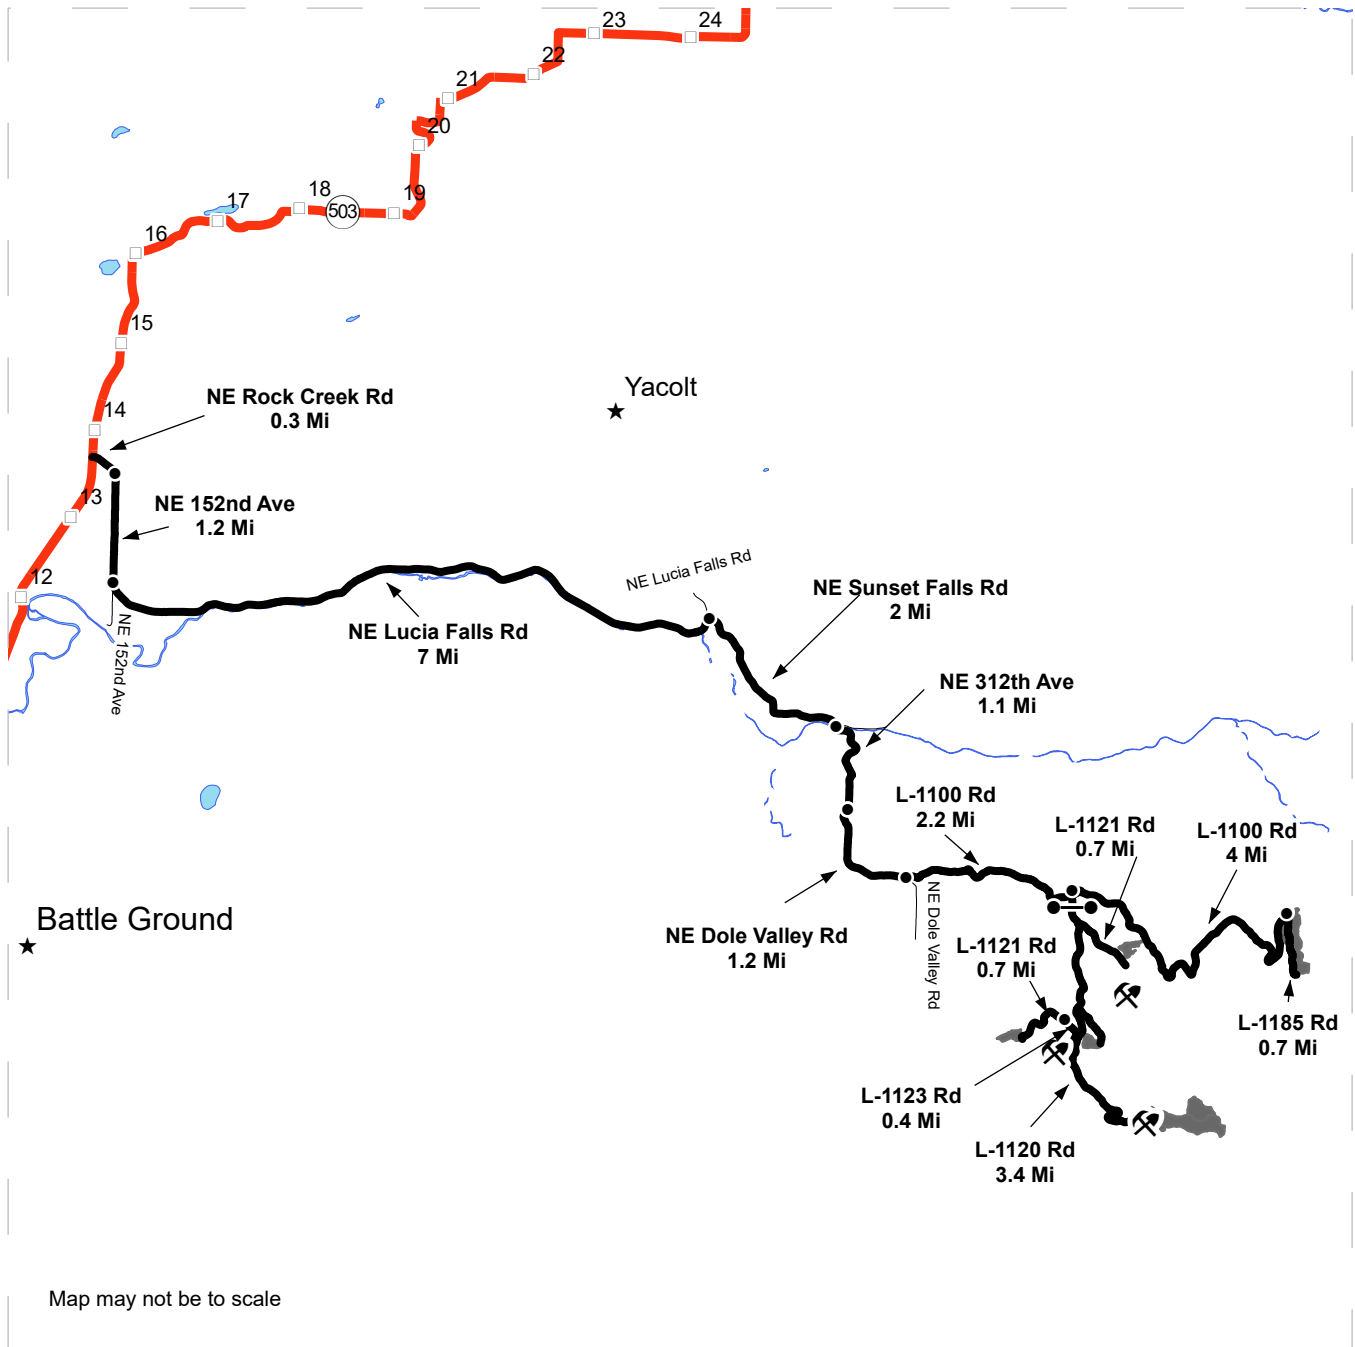 23
24
22
21
20
19
18
503
17
16
15
14
13
12
NE Rock Creek Rd
0.3 Mi
Yacolt
NE 152nd Ave
1.2 Mi
NE 152nd Ave
NE Lucia Falls Rd
7 Mi
NE Lucia Falls Rd
NE Sunset Falls Rd
2 Mi
NE 312th Ave
1.1 Mi
L-1100 Rd
2.2 Mi
L-1121 Rd
0.7 Mi
L-1100 Rd
4 Mi
Battle Ground
NE Dole Valley Rd
1.2 Mi
NE Dole Valley Rd
L-1121 Rd
0.7 Mi
L-1185 Rd
0.7 Mi
L-1123 Rd
0.4 Mi
L-1120 Rd
3.4 Mi
Map may not be to scale